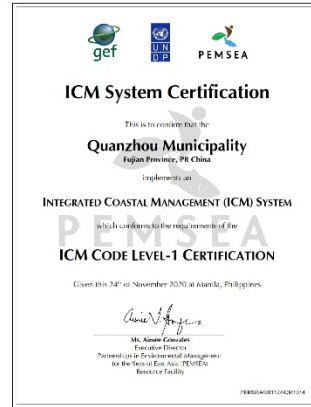 gef
U N
D P
PEMSEA
ICM System Certification
This is to confirm that the
Quanzhou Municipality
Fujian Province, PR China
implements an
INTEGRATED COASTAL MANAGEMENT (ICM) SYSTEM
which conforms to the requirements of the
PEMSEA
ICM CODE LEVEL-1 CERTIFICATION
Given this 24th of November 2020 at Manila, Philippines
Ms. Aimee Gonzales
Executive Director
Partnerships in Environmental Management
for the Seas of East Asia (PEMSEA)
Resource Facility